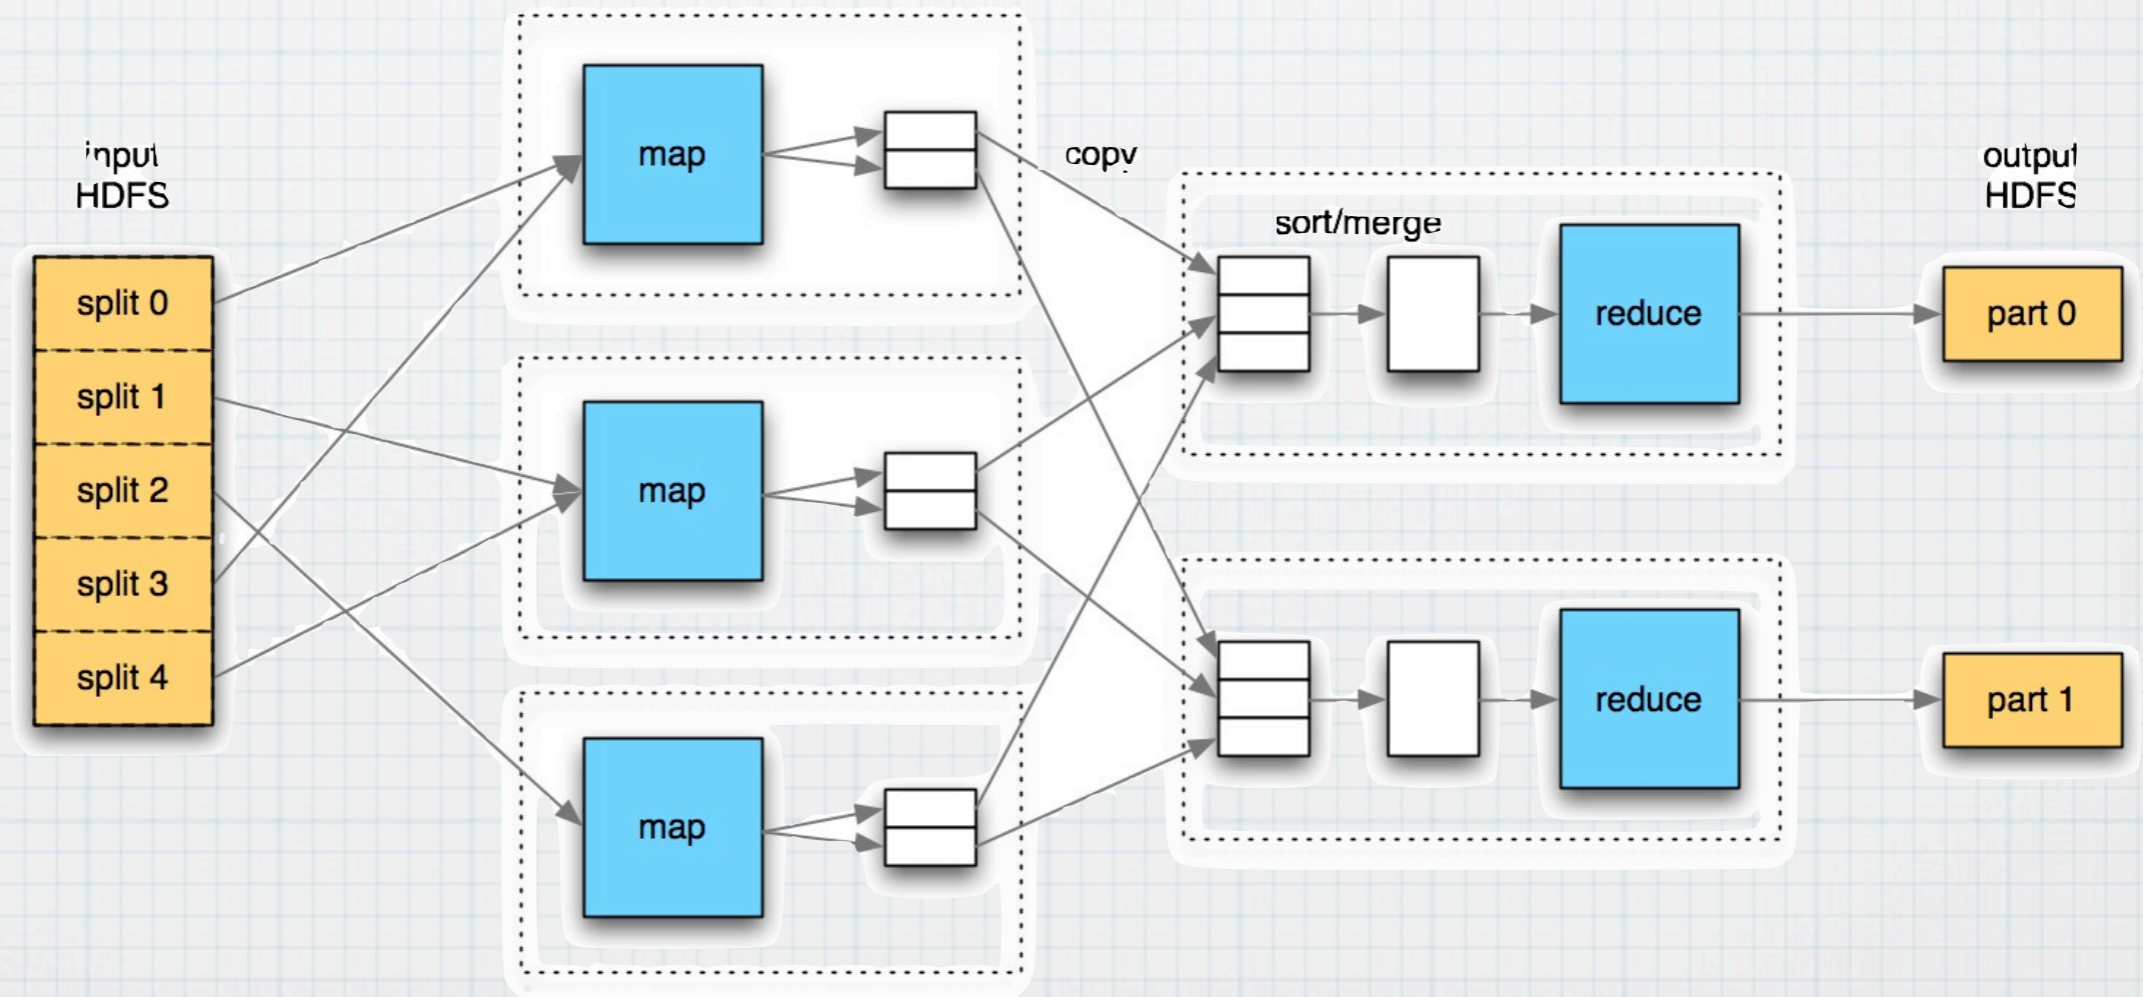 input
HDFS
split 0
split 1
split 2
split 3
split 4
map
map
map
copy
sort/merge
reduce
reduce
output
HDFS
part 0
part 1